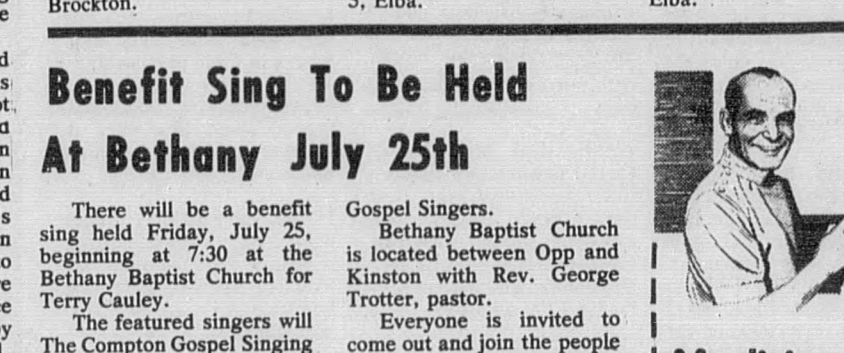 Brockton.
Elba.
Benefit Sing To Be Held
At Bethany July 25th
There will be a benefit
sing held Friday, July 25,
beginning at 7:30 at the
Bethany Baptist Church for
Terry Cauley.
The featured singers will
The Compton Gospel Singing
Gospel Singers.
Bethany Baptist Church
is located between Opp and
Kinston with Rev. George
Trotter, pastor.
Everyone is invited to
come out and join the people